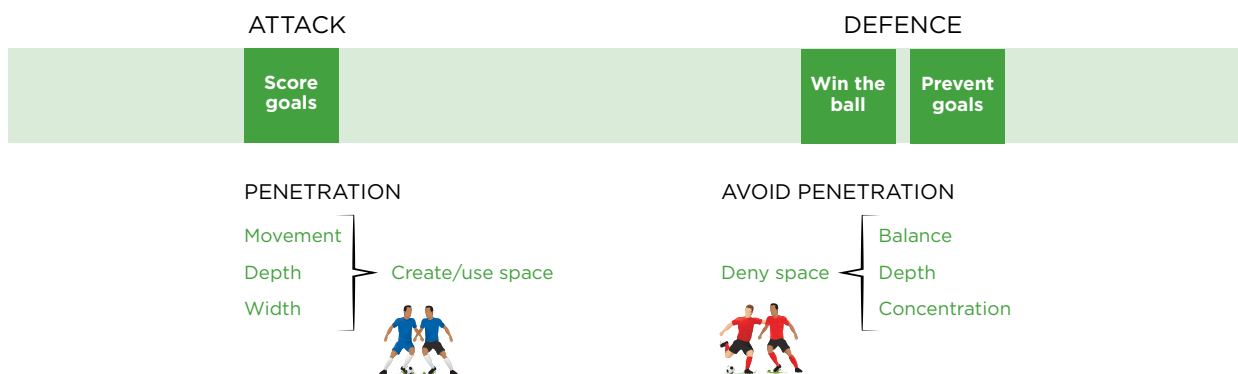 ATTACK
DEFENCE
Score
goals
Win the
ball
Prevent
goals
PENETRATION
Movement
Depth
Width
Create/use space
AVOID PENETRATION
Deny space
Balance
Depth
Concentration